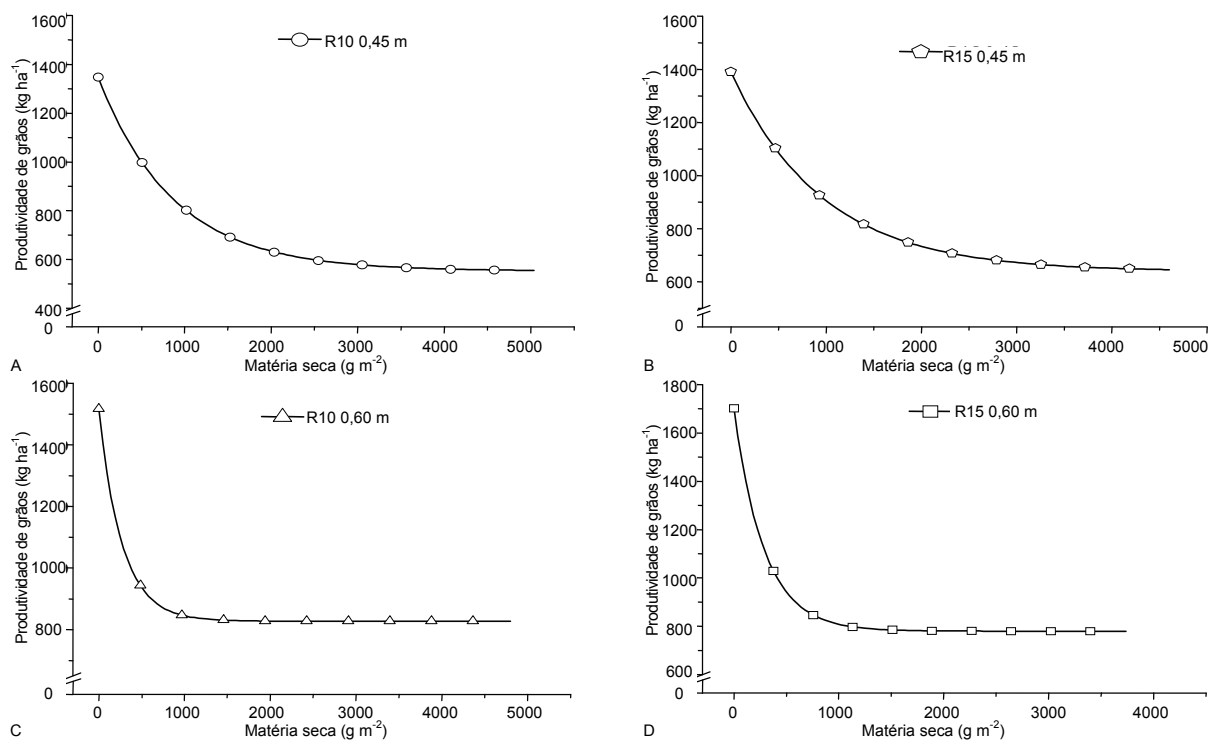 1600
1400
1200
1000
800
600
400
0
Produtividade de grãos (kg ha-1)
R10 0,45 m
0 1000 2000 3000 4000 5000
Matéria seca (g m-2)
A
1600
1400
1200
1000
800
600
0
Produtividade de grãos (kg ha-1)
R15 0,45 m
0 1000 2000 3000 4000 5000
Matéria seca (g m-2)
B
1600
1400
1200
1000
800
0
Produtividade de grãos (kg ha-1)
R10 0,60 m
0 1000 2000 3000 4000 5000
Matéria seca (g m-2)
C
1800
1600
1400
1200
1000
800
600
0
Produtividade de grãos (kg ha-1)
R15 0,60 m
0 1000 2000 3000 4000
Matéria seca (g m-2)
D